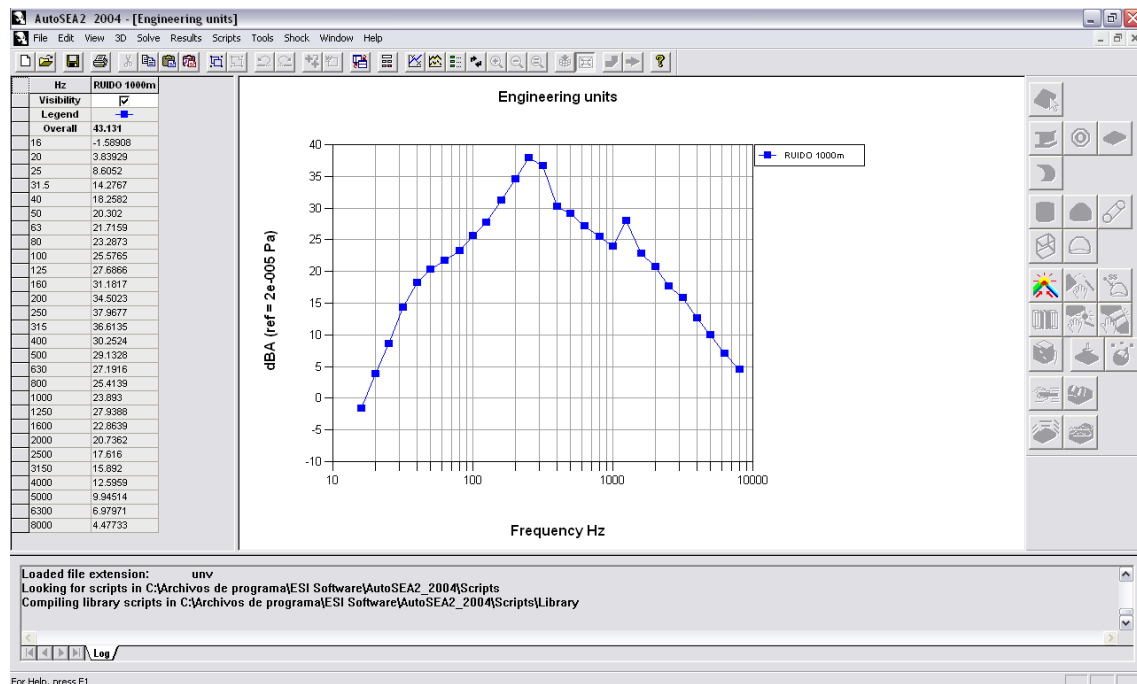 AutoSEA2 2004 - [Engineering units]
File Edit View 3D Solve Results Scripts Tools Shock Window Help
Hz RUIDO 1000m
Visibility
Legend
Overall 43.131
16 -1.58908
20 3.83929
25 8.6052
31.5 14.2767
40 18.2582
50 20.302
63 21.7159
80 23.2873
100 25.5765
125 27.6866
160 31.1817
200 34.5023
250 37.9677
315 36.6135
400 30.2524
500 29.1328
630 27.1916
800 25.4139
1000 23.893
1250 27.9388
1600 22.8639
2000 20.7362
2500 17.616
3150 15.892
4000 12.5959
5000 9.94514
6300 6.97971
8000 4.47733
Engineering units
RUIDO 1000m
dBA (ref = 2e-005 Pa)
40
35
30
25
20
15
10
5
0
-5
-10
10 100 1000 10000
Frequency Hz
SS
Loaded file extension: unv
Looking for scripts in C:\Archivos de programa\ESI Software\AutoSEA2_2004\Scripts
Compiling library scripts in C:\Archivos de programa\ESI Software\AutoSEA2_2004\Scripts\Library
Log
For Help, press F1